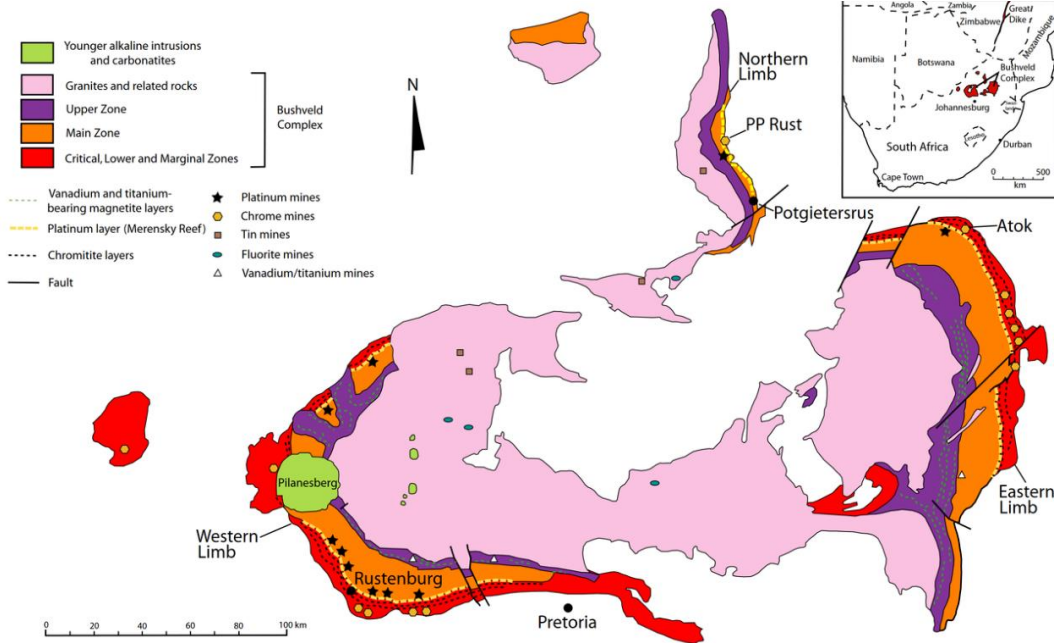 Younger alkaline intrusions
and carbonatites
Granites and related rocks
Upper Zone
Main Zone
Critical, Lower and Marginal Zones
Bushveld
Complex
Vanadium and titanium-
bearing magnetite layers
Platinum layer (Merensky Reef)
Chromitite layers
Fault
Platinum mines
Chrome mines
Tin mines
Fluorite mines
Vanadium/titanium mines
N
Northern
Limb
PP Rust
Potgietersrus
Atok
Eastern
Limb
Pilanesberg
Western
Limb
Rustenburg
Pretoria
0 20 40 60 80 100 km
Angola
Zambia
Great
Dike
Zimbabwe
Mozambique
Namibia
Botswana
Bushveld
Complex
Johannesburg
South Africa
Lesotho
Durban
Cape Town
0 500
km